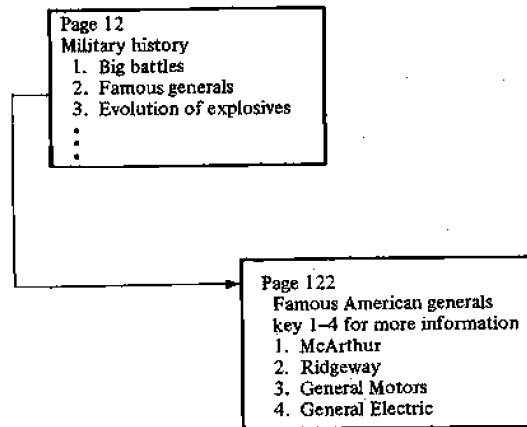 Page 12
Military history
1. Big battles
2. Famous generals
3. Evolution of explosives
Page 122
Famous American generals
key 1–4 for more information
1. McArthur
2. Ridgeway
3. General Motors
4. General Electric